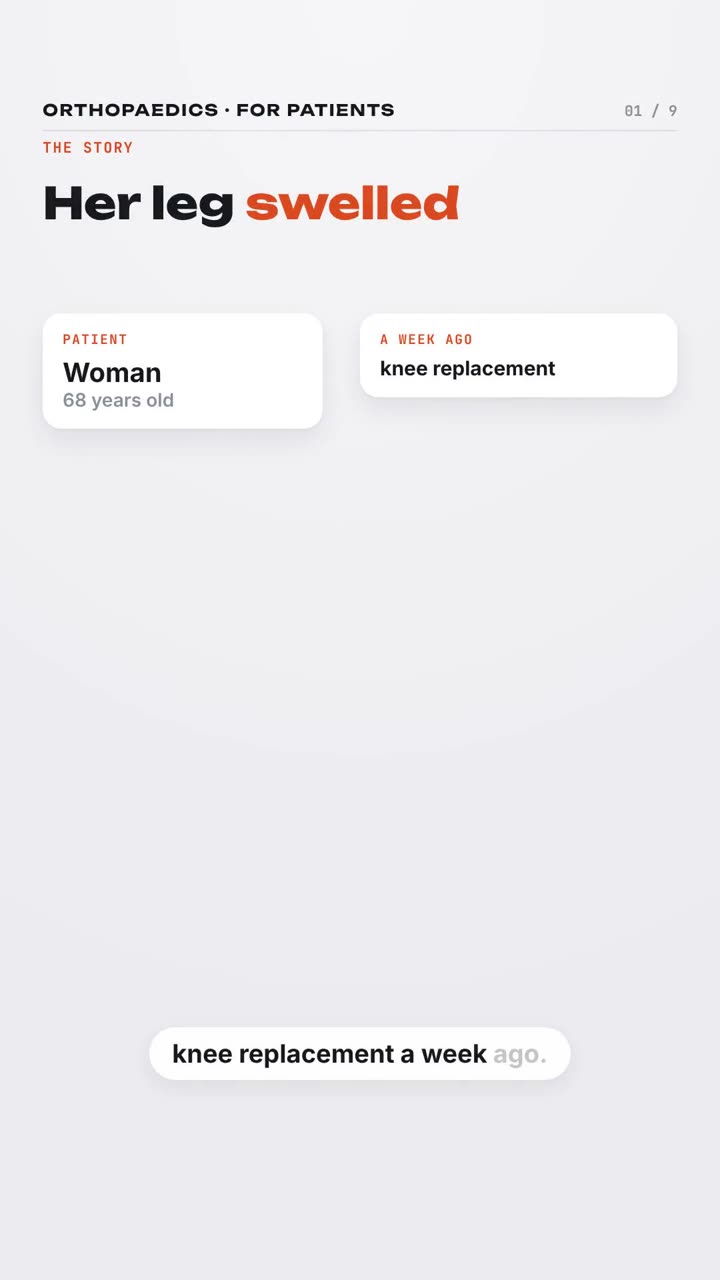 ORTHOPAEDICS · FOR PATIENTS
01 / 9
THE STORY
Her leg swelled
PATIENT
Woman
68 years old
A WEEK AGO
knee replacement
knee replacement a week ago.